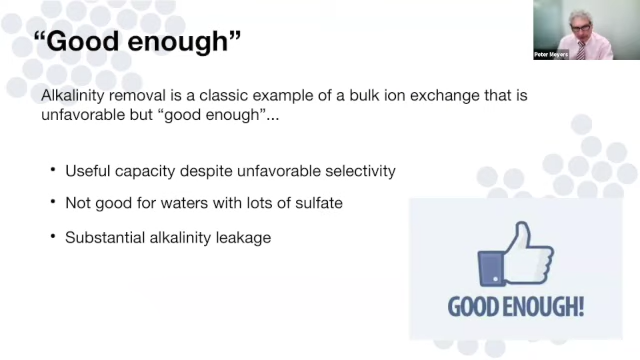 “Good enough”
Peter Meyers
Alkalinity removal is a classic example of a bulk ion exchange that is
unfavorable but “good enough”...
• Useful capacity despite unfavorable selectivity
• Not good for waters with lots of sulfate
• Substantial alkalinity leakage
GOOD ENOUGH!